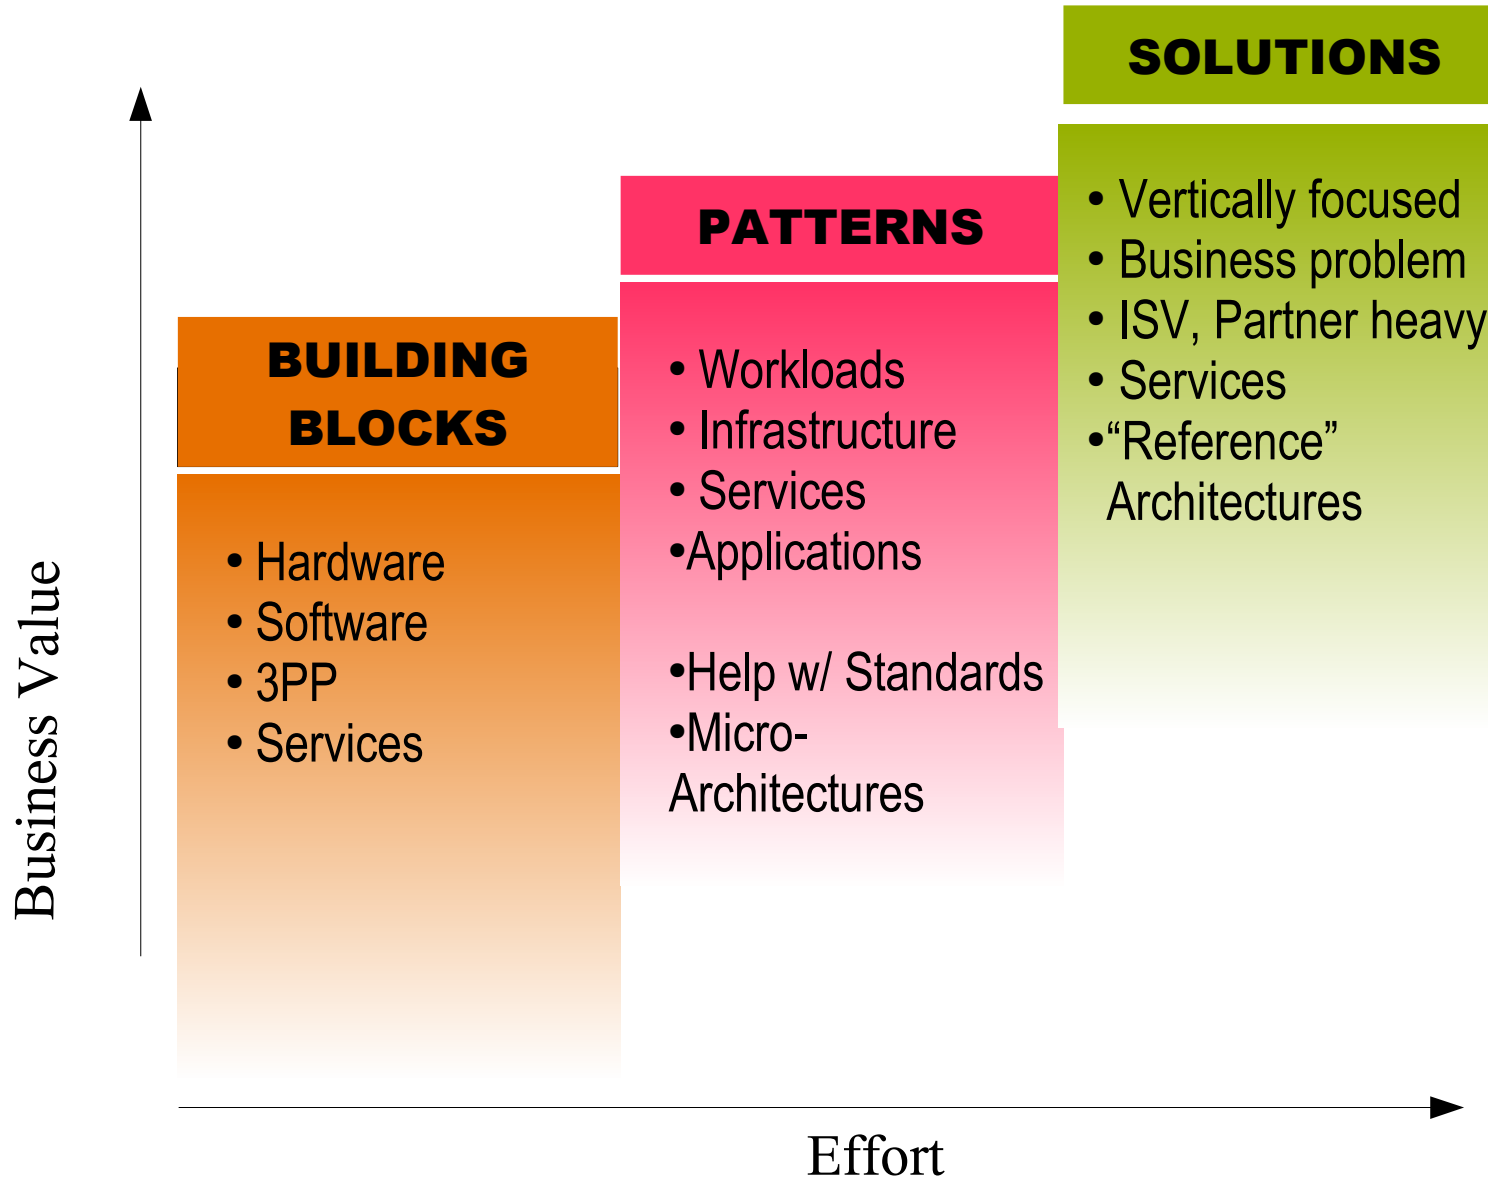 SOLUTIONS
• Vertically focused
• Business problem
• ISV, Partner heavy
• Services
•“Reference”
Architectures
PATTERNS
• Workloads
• Infrastructure
• Services
•Applications
•Help w/ Standards
•Micro-
Architectures
BUILDING
BLOCKS
• Hardware
• Software
• 3PP
• Services
Business Value
Effort